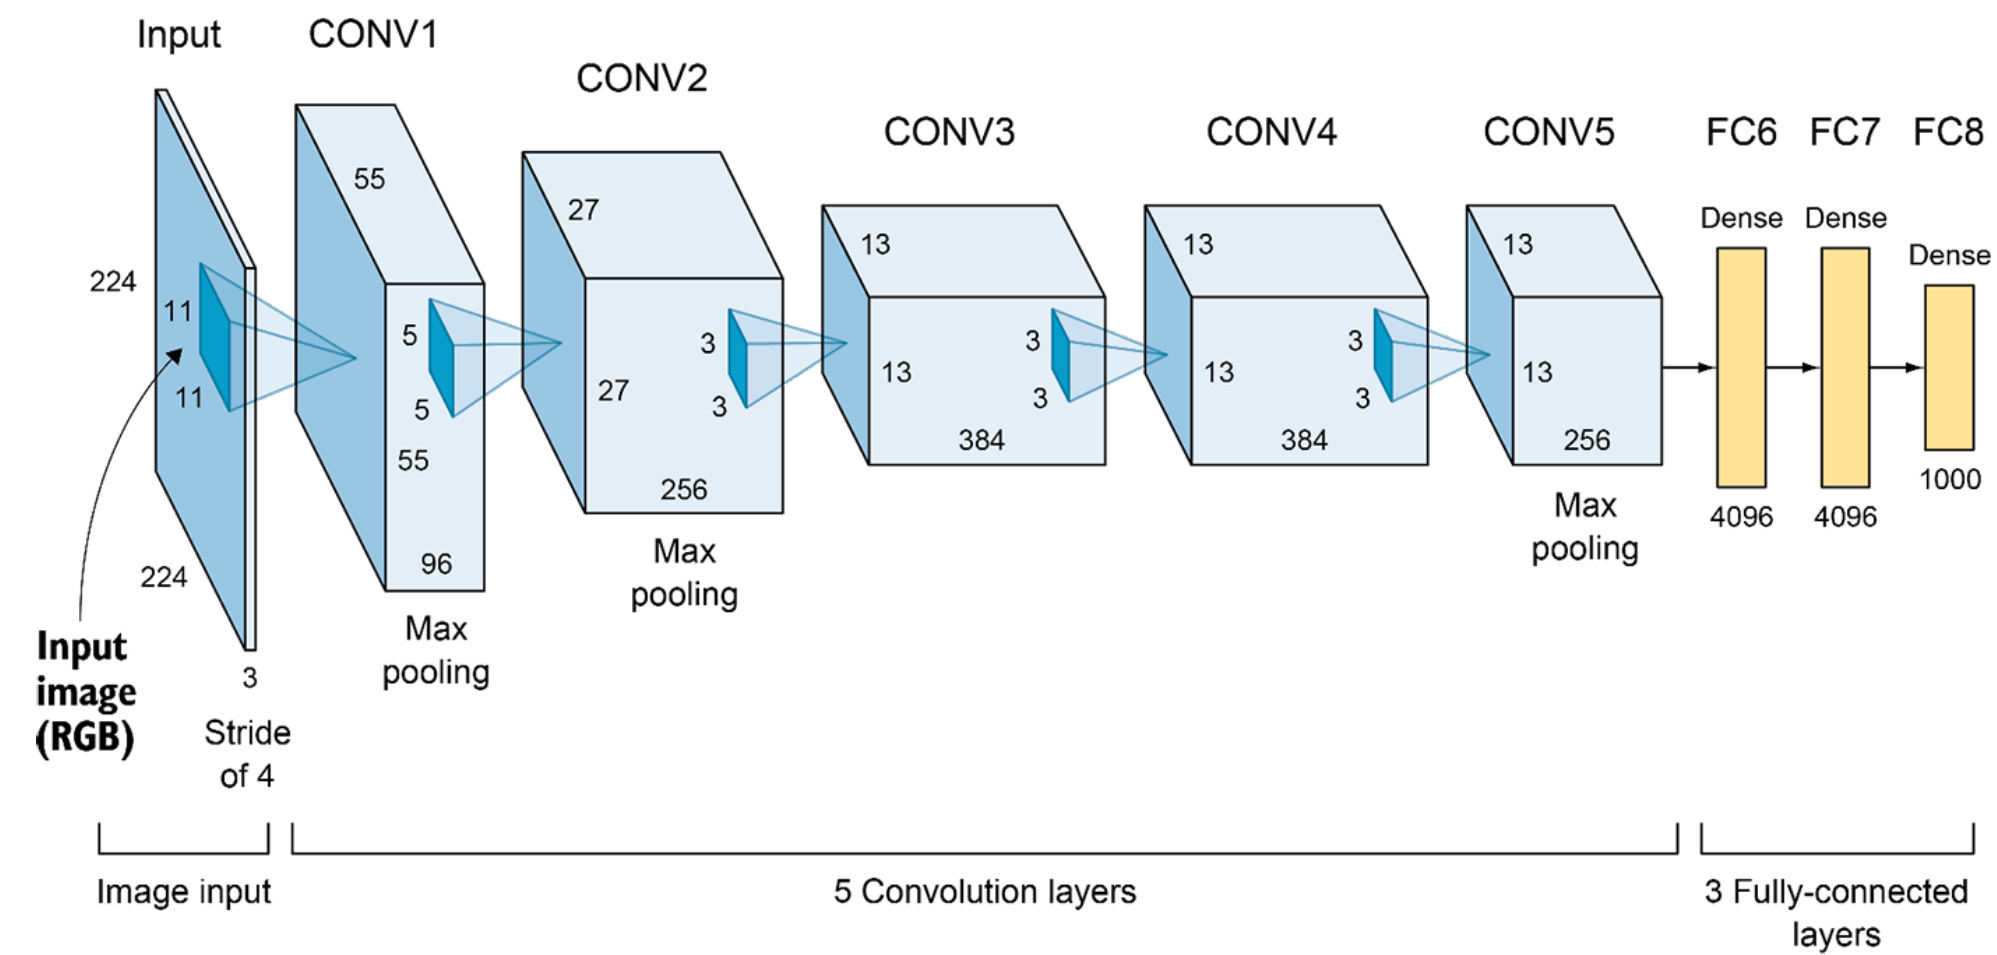 Input
CONV1
CONV2
CONV3
CONV4
CONV5
FC6
FC7
FC8
Dense
Dense
Dense
224
11
11
224
3
Input
image
(RGB)
Stride
of 4
55
5
5
55
96
Max
pooling
27
3
3
27
256
Max
pooling
13
3
3
13
384
13
3
3
13
384
13
13
256
Max
pooling
4096
4096
1000
Image input
5 Convolution layers
3 Fully-connected
layers